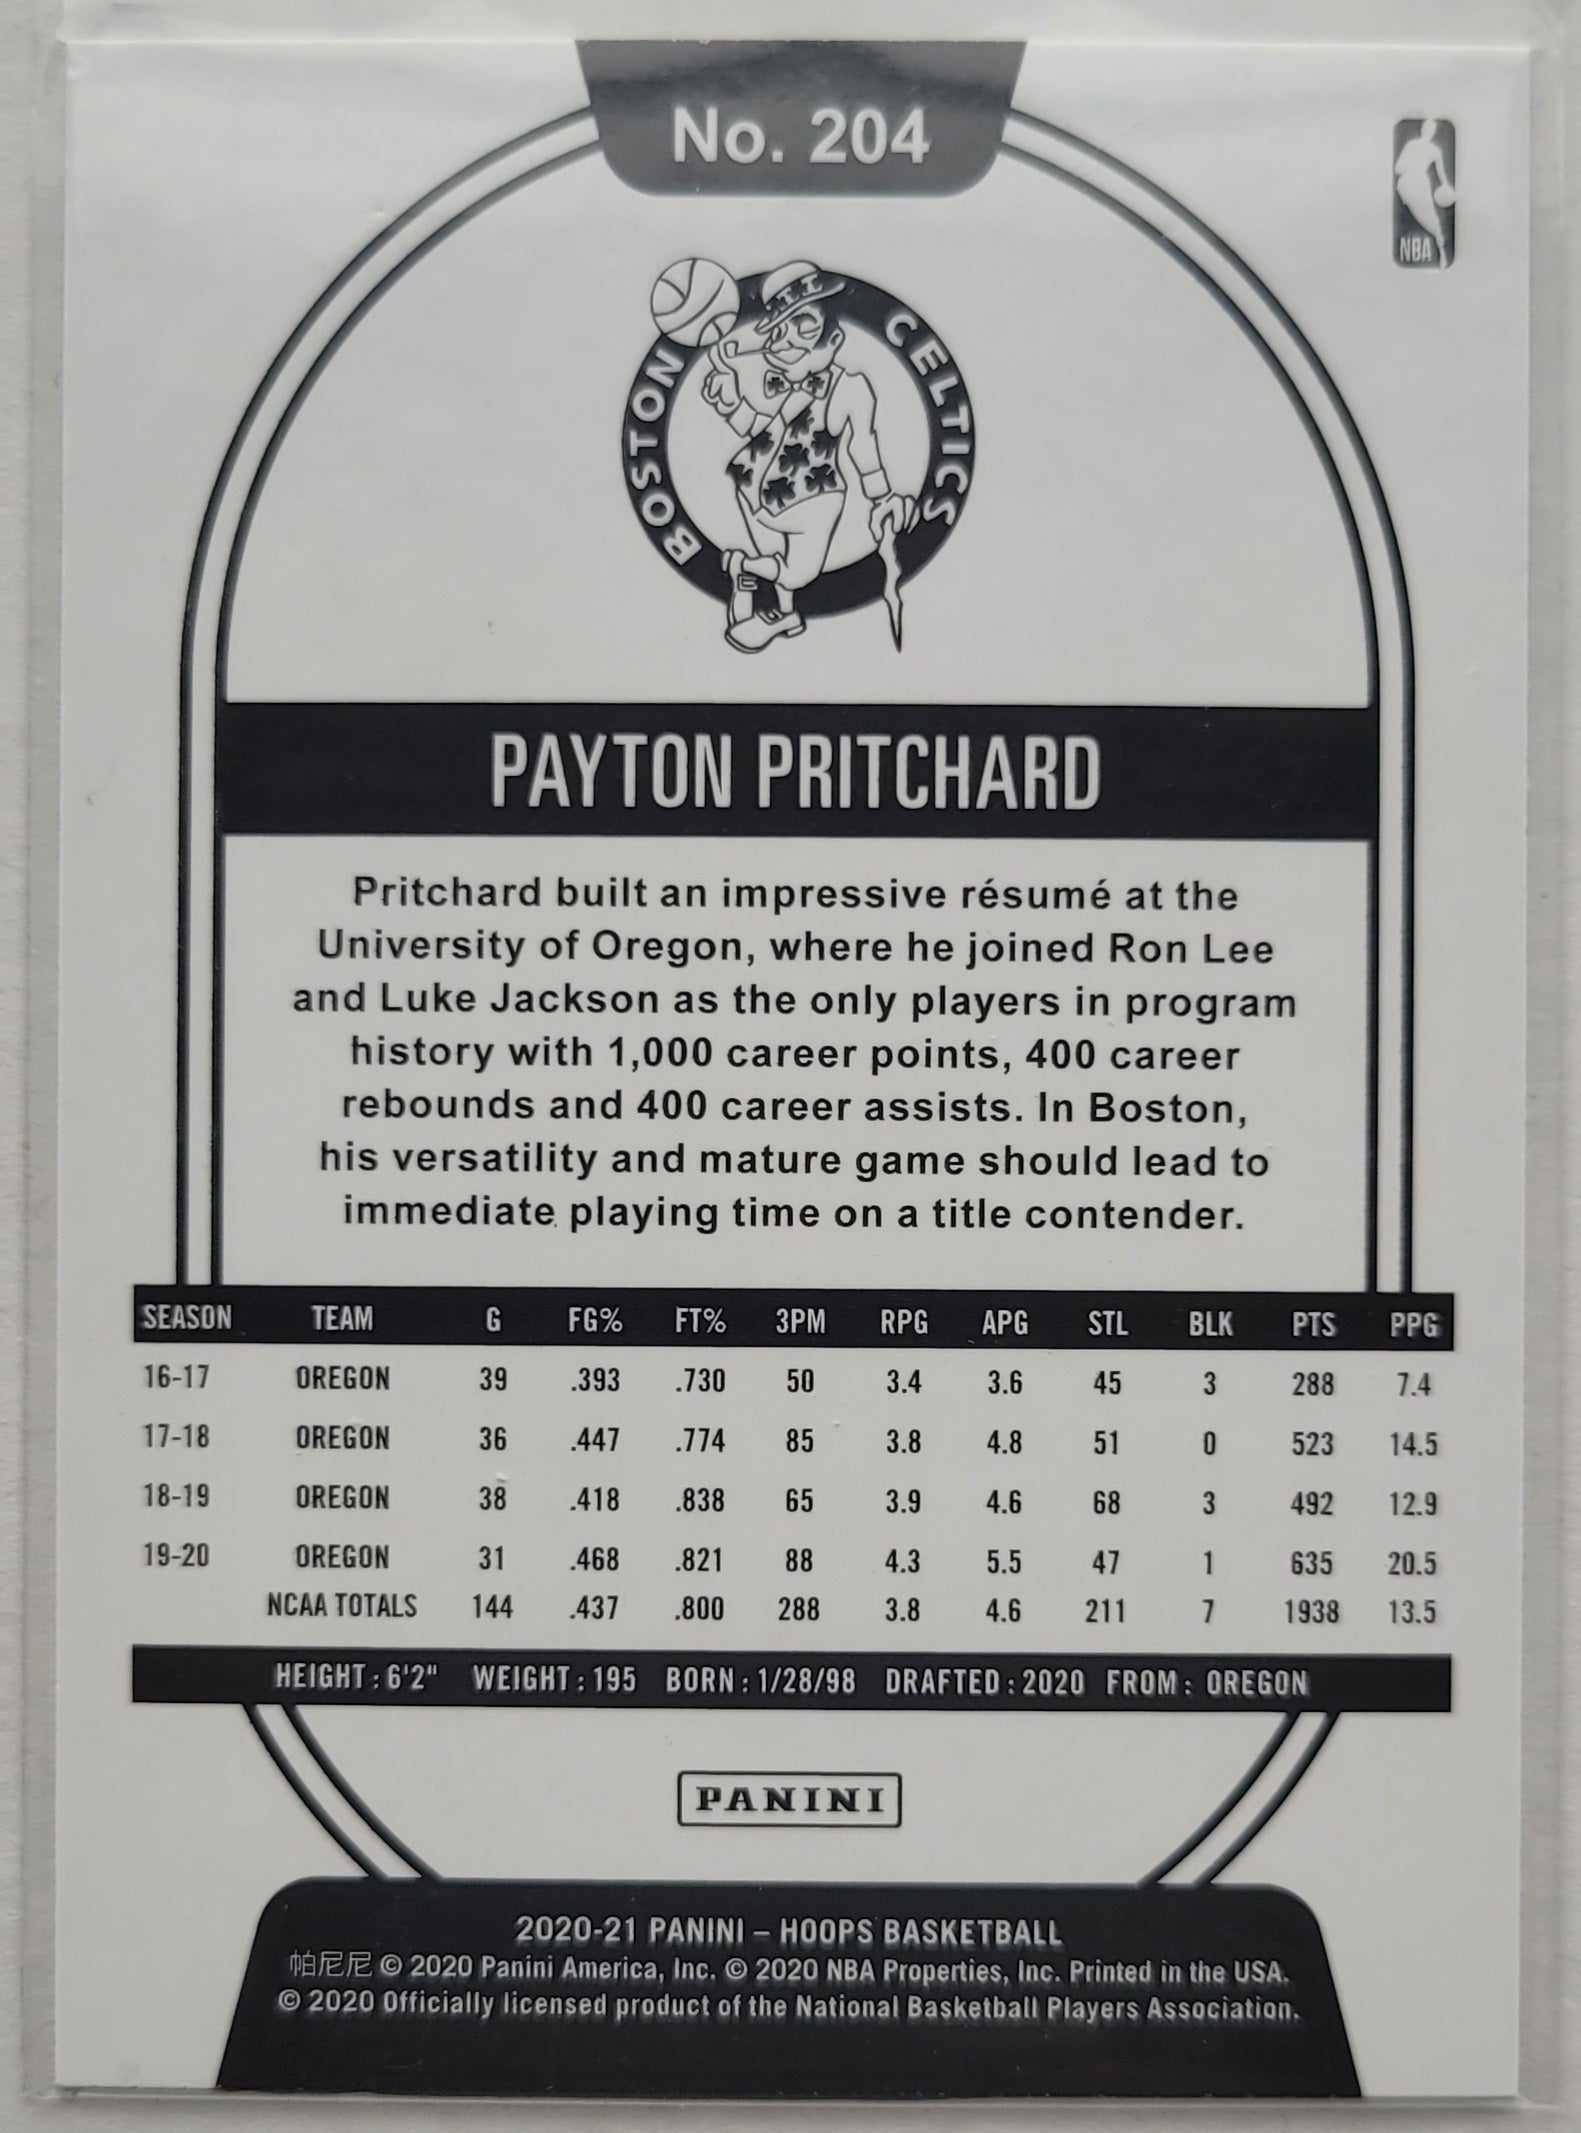 No. 204
NBA
BOSTON CELTICS
PAYTON PRITCHARD
Pritchard built an impressive résumé at the
University of Oregon, where he joined Ron Lee
and Luke Jackson as the only players in program
history with 1,000 career points, 400 career
rebounds and 400 career assists. In Boston,
his versatility and mature game should lead to
immediate playing time on a title contender.
SEASON TEAM G FG% FT% 3PM RPG APG STL BLK PTS PPG
16-17 OREGON 39 .393 .730 50 3.4 3.6 45 3 288 7.4
17-18 OREGON 36 .447 .774 85 3.8 4.8 51 0 523 14.5
18-19 OREGON 38 .418 .838 65 3.9 4.6 68 3 492 12.9
19-20 OREGON 31 .468 .821 88 4.3 5.5 47 1 635 20.5
NCAA TOTALS 144 .437 .800 288 3.8 4.6 211 7 1938 13.5
HEIGHT: 6'2" WEIGHT: 195 BORN: 1/28/98 DRAFTED: 2020 FROM: OREGON
PANINI
2020-21 PANINI – HOOPS BASKETBALL
帕尼尼 © 2020 Panini America, Inc. © 2020 NBA Properties, Inc. Printed in the USA.
© 2020 Officially licensed product of the National Basketball Players Association.